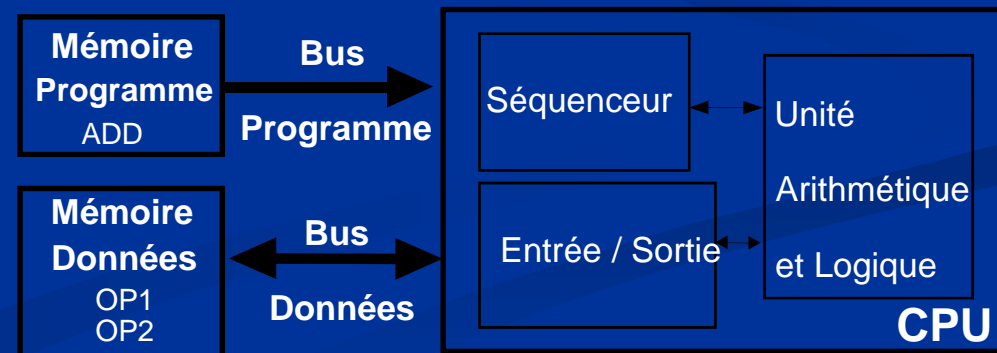 Mémoire
Programme
ADD
Bus
Programme
Mémoire
Données
OP1
OP2
Bus
Données
Séquenceur
Entrée / Sortie
Unité
Arithmétique
et Logique
CPU